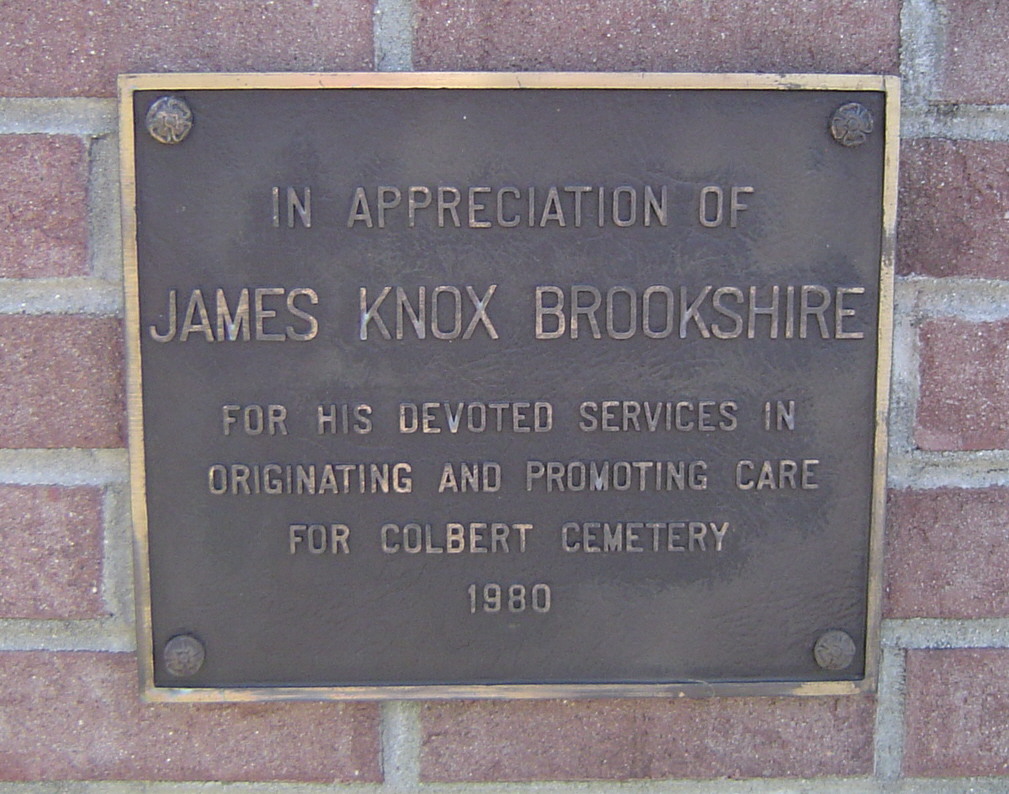 IN APPRECIATION OF
JAMES KNOX BROOKSHIRE
FOR HIS DEVOTED SERVICES IN
ORIGINATING AND PROMOTING CARE
FOR COLBERT CEMETERY
1980